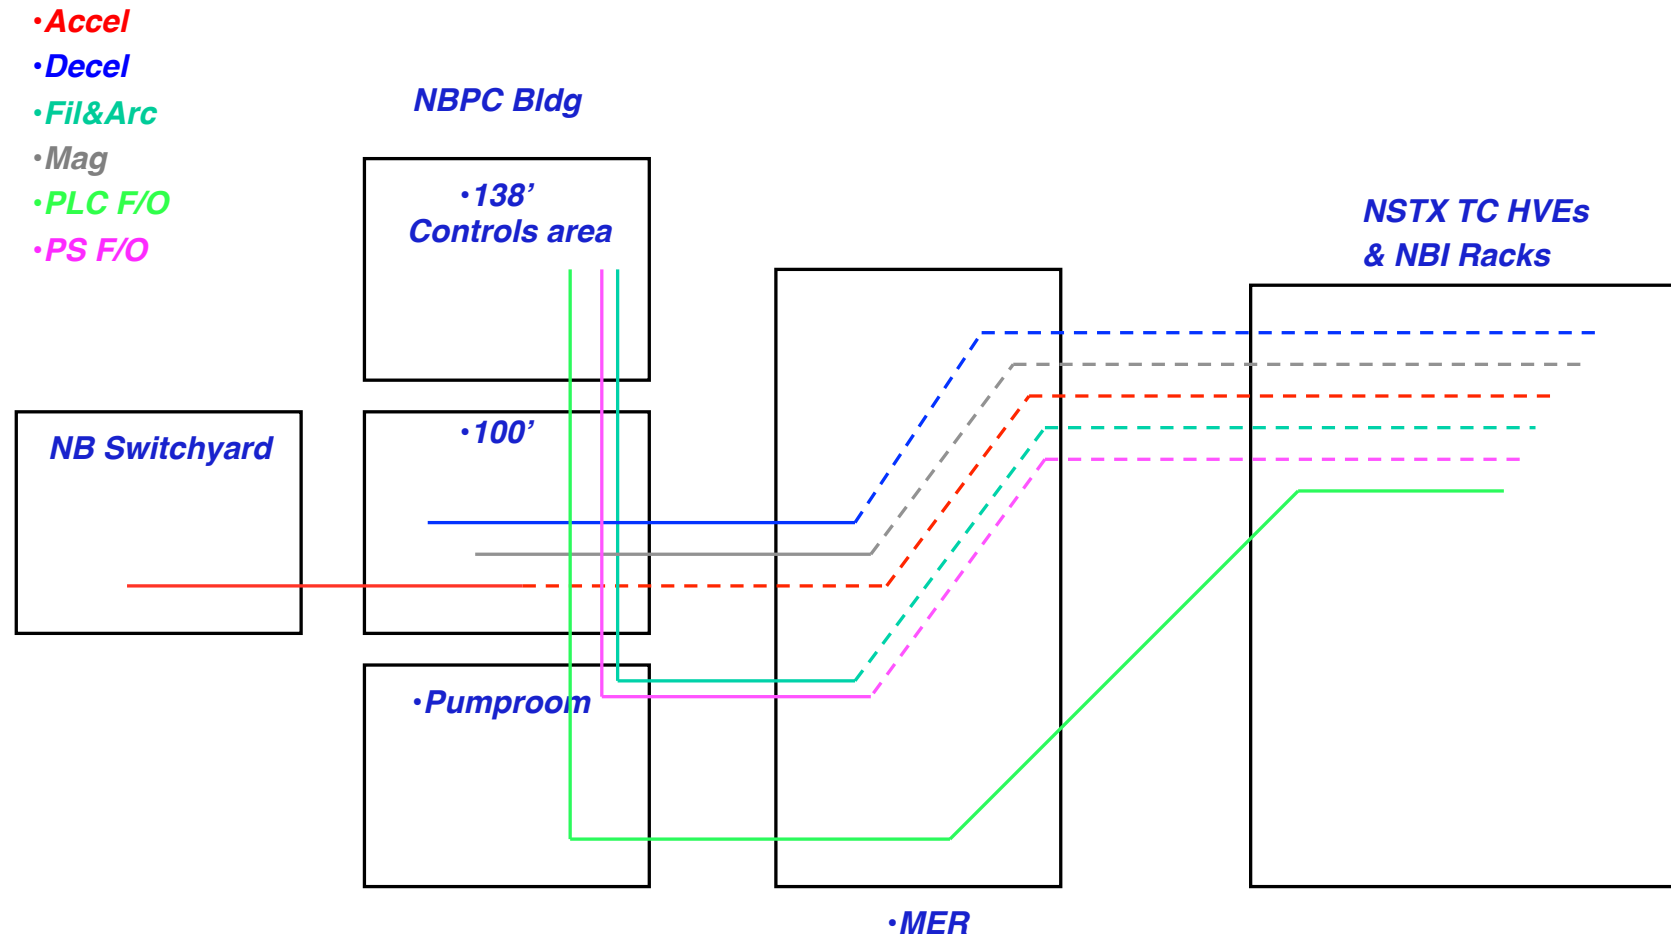 •Accel
•Decel
•Fil&Arc
•Mag
•PLC F/O
•PS F/O
NBPC Bldg
•138’
Controls area
NSTX TC HVEs
& NBI Racks
NB Switchyard
•100’
•Pumproom
•MER